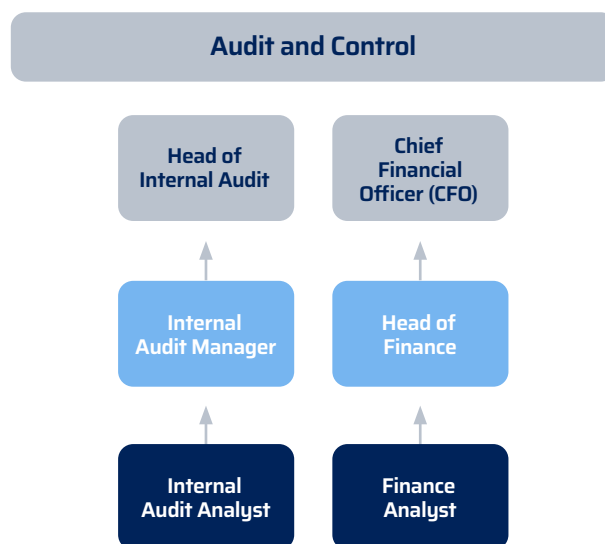 Audit and Control
Head of
Internal Audit
Chief
Financial
Officer (CFO)
Internal
Audit Manager
Head of
Finance
Internal
Audit Analyst
Finance
Analyst